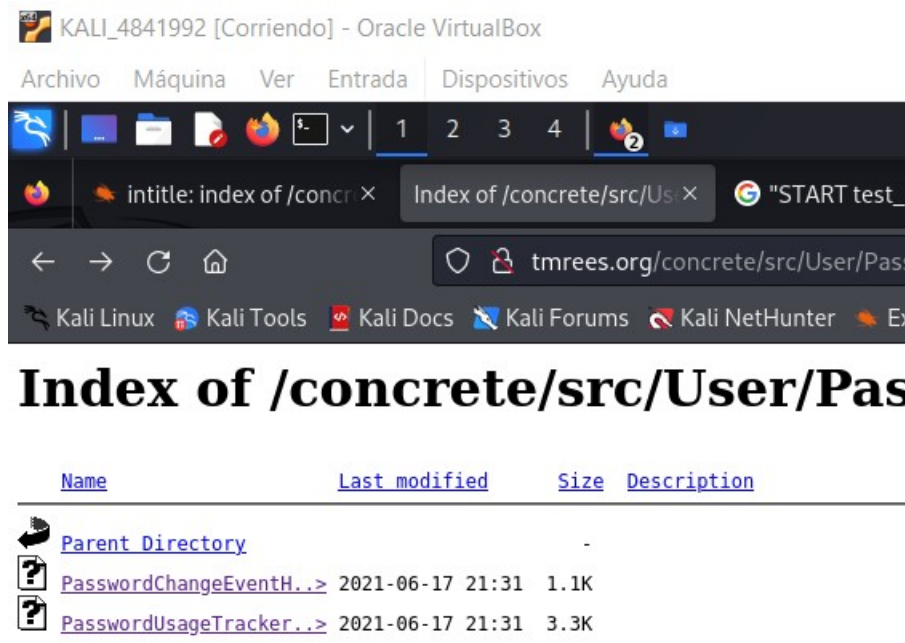 KALI_4841992 [Corriendo] - Oracle VirtualBox
Archivo Máquina Ver Entrada Dispositivos Ayuda
1 2 3 4 2
intitle: index of /concr Index of /concrete/src/Us "START test_
tmrees.org/concrete/src/User/Pas
Kali Linux Kali Tools Kali Docs Kali Forums Kali NetHunter Ex
Index of /concrete/src/User/Pas
Name Last modified Size Description
Parent Directory -
PasswordChangeEventH..> 2021-06-17 21:31 1.1K
PasswordUsageTracker..> 2021-06-17 21:31 3.3K